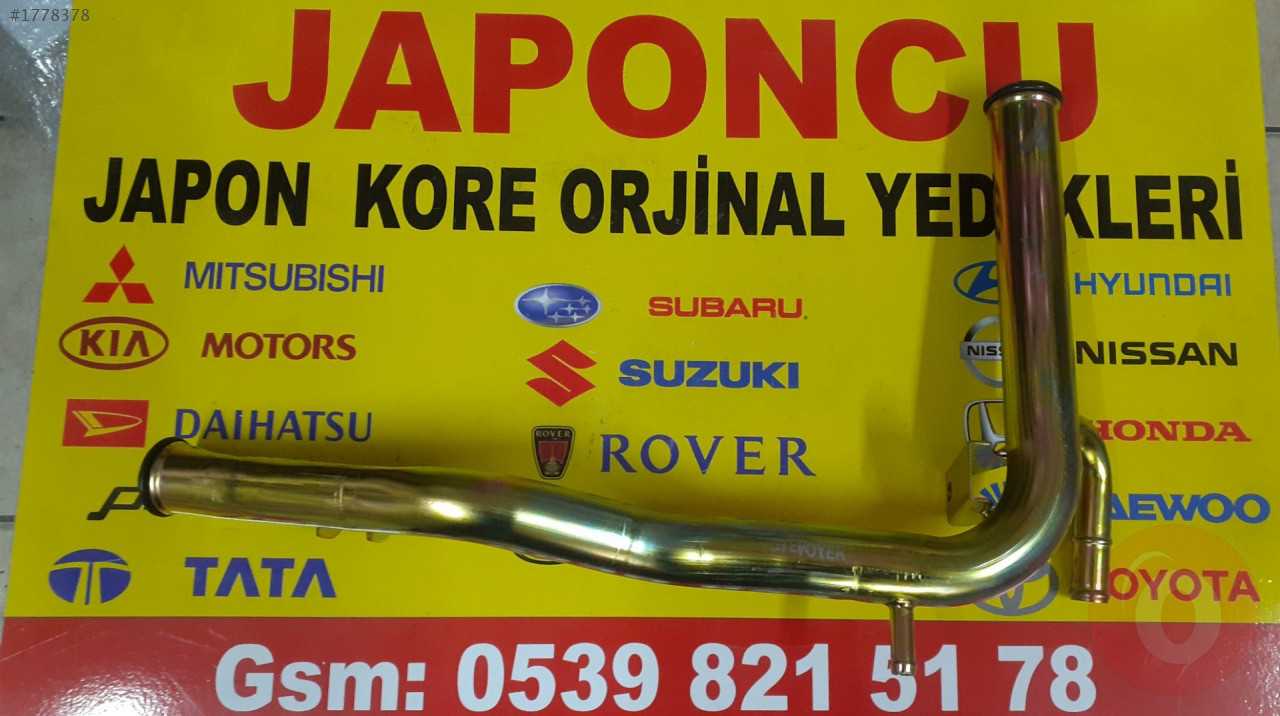 #1778378
JAPONCU
JAPON KORE ORJİNAL YED KLERİ
MITSUBISHI
SUBARU
HYUNDAI
KIA MOTORS
SUZUKI
NISSAN
DAIHATSU
ROVER ROVER
HONDA
TATA
OYOTA
Gsm: 0539 821 51 78